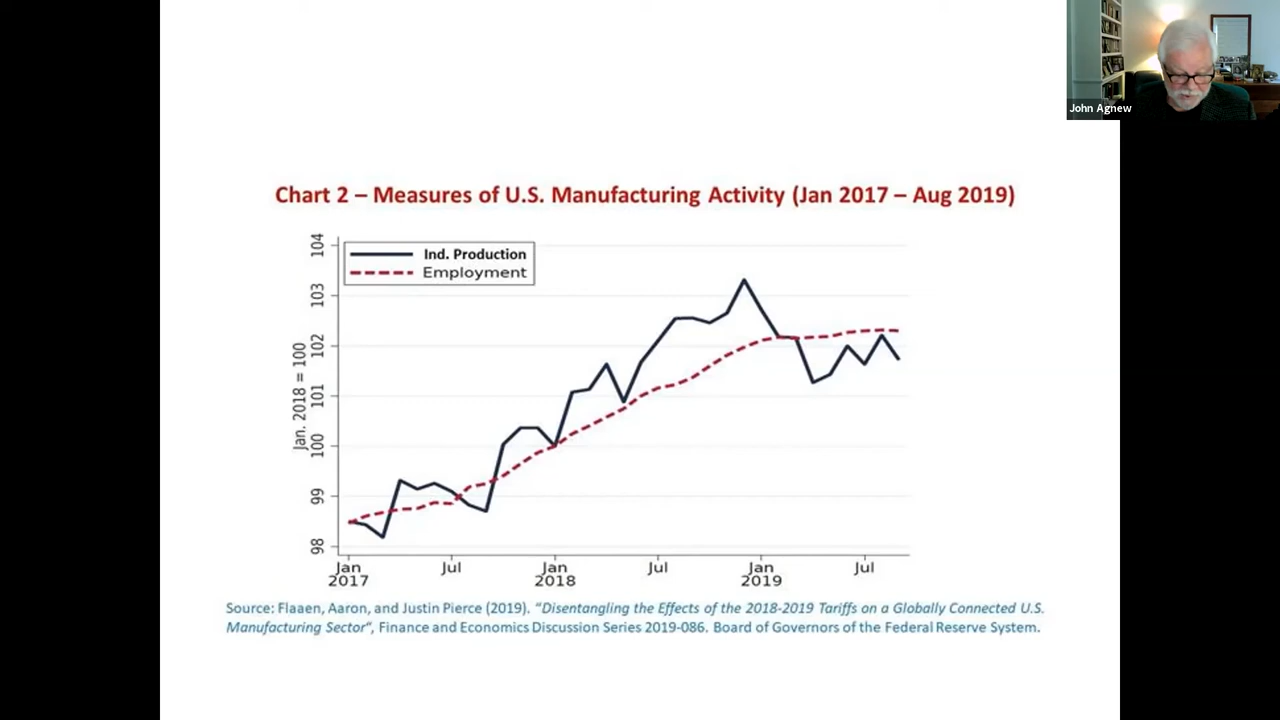 John Agnew
Chart 2 – Measures of U.S. Manufacturing Activity (Jan 2017 – Aug 2019)
Ind. Production
Employment
Jan. 2018 = 100
104
103
102
101
100
99
98
Jan
2017
Jul
Jan
2018
Jul
Jan
2019
Jul
Source: Flaaen, Aaron, and Justin Pierce (2019). “Disentangling the Effects of the 2018-2019 Tariffs on a Globally Connected U.S.
Manufacturing Sector“, Finance and Economics Discussion Series 2019-086. Board of Governors of the Federal Reserve System.